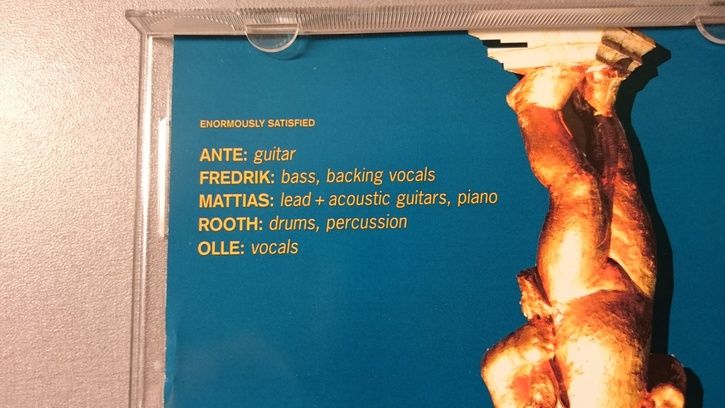 ENORMOUSLY SATISFIED
ANTE: guitar
FREDRIK: bass, backing vocals
MATTIAS: lead + acoustic guitars, piano
ROOTH: drums, percussion
OLLE: vocals